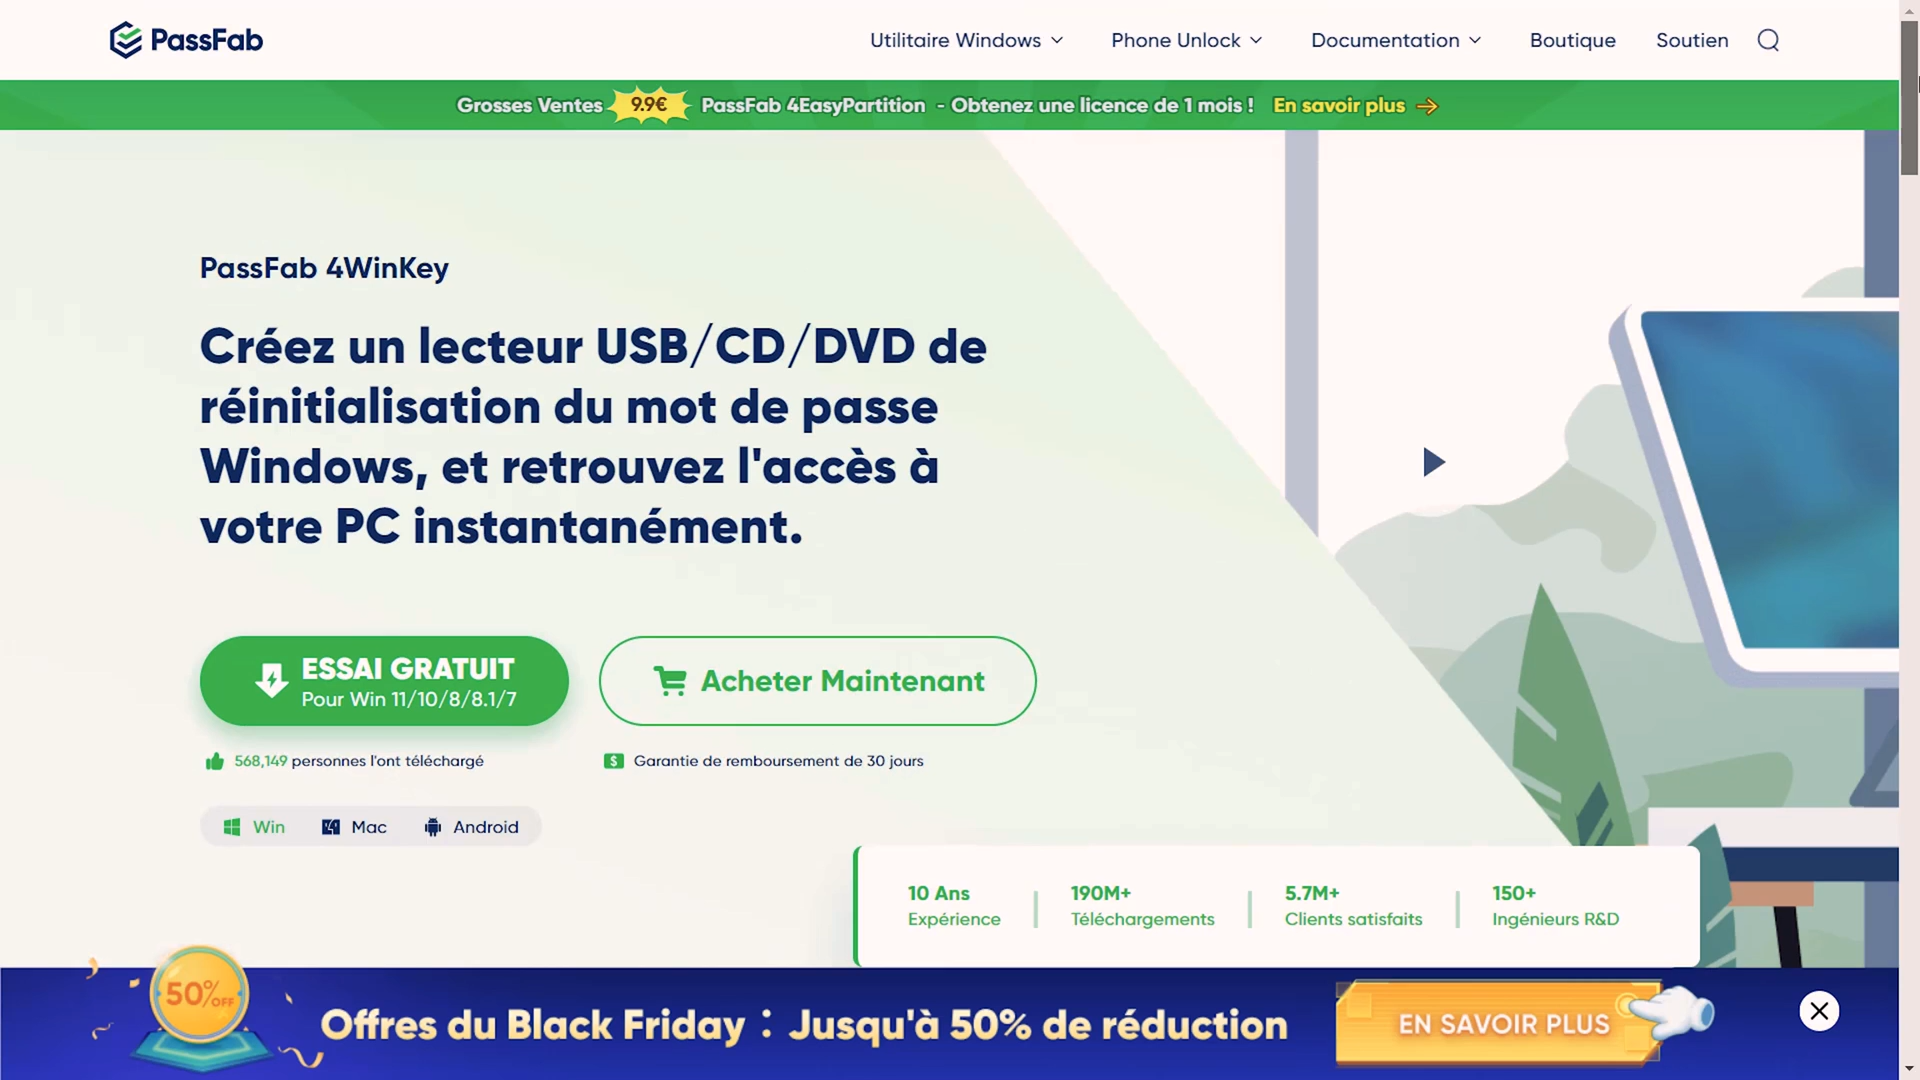 PassFab
Utilitaire Windows
Phone Unlock
Documentation
Boutique
Soutien
Grosses Ventes 9.9€ PassFab 4EasyPartition - Obtenez une licence de 1 mois ! En savoir plus
PassFab 4WinKey
Créez un lecteur USB/CD/DVD de
réinitialisation du mot de passe
Windows, et retrouvez l'accès à
votre PC instantanément.
ESSAI GRATUIT
Pour Win 11/10/8/8.1/7
Acheter Maintenant
568,149 personnes l'ont téléchargé
Garantie de remboursement de 30 jours
Win
Mac
Android
10 Ans
Expérience
190M+
Téléchargements
5.7M+
Clients satisfaits
150+
Ingénieurs R&D
50% OFF
Offres du Black Friday : Jusqu'à 50% de réduction
EN SAVOIR PLUS